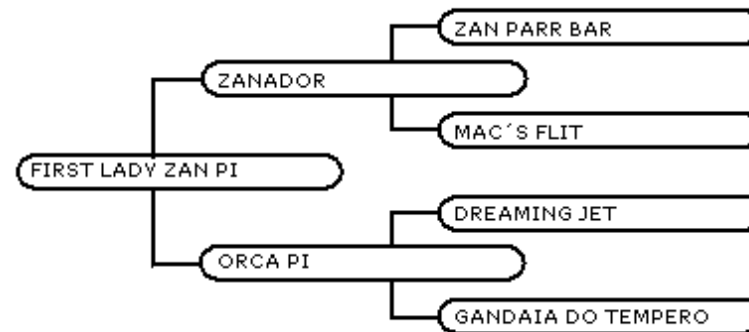 ZAN PARR BAR
ZANADOR
MAC´S FLIT
FIRST LADY ZAN PI
DREAMING JET
ORCA PI
GANDAIA DO TEMPERO